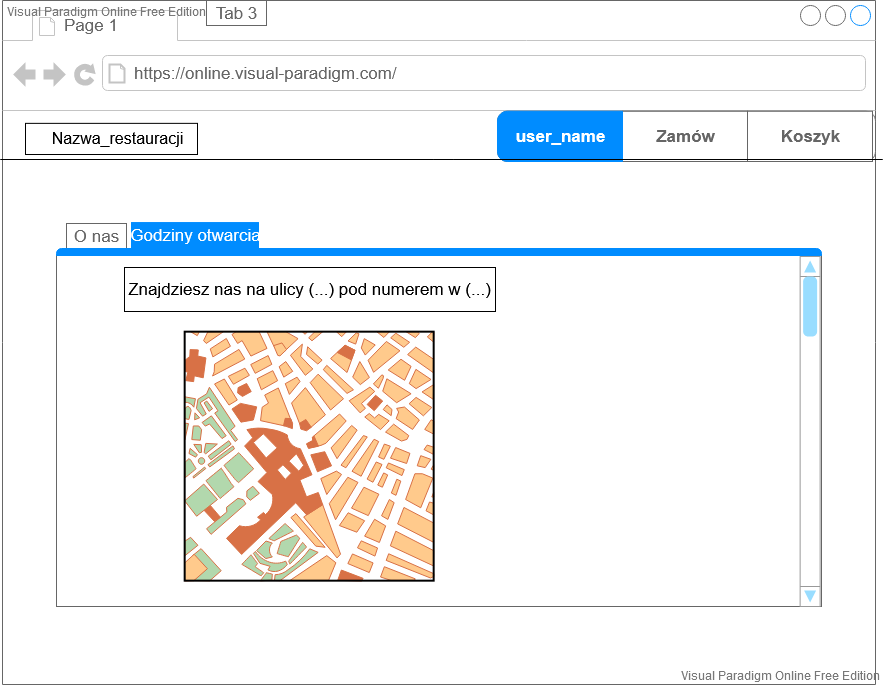 Visual Paradigm Online Free Edition
Tab 3
Page 1
https://online.visual-paradigm.com/
Nazwa_restauracji
user_name
Zamów
Koszyk
O nas
Godziny otwarcia
Znajdziesz nas na ulicy (...) pod numerem w (...)
Visual Paradigm Online Free Edition